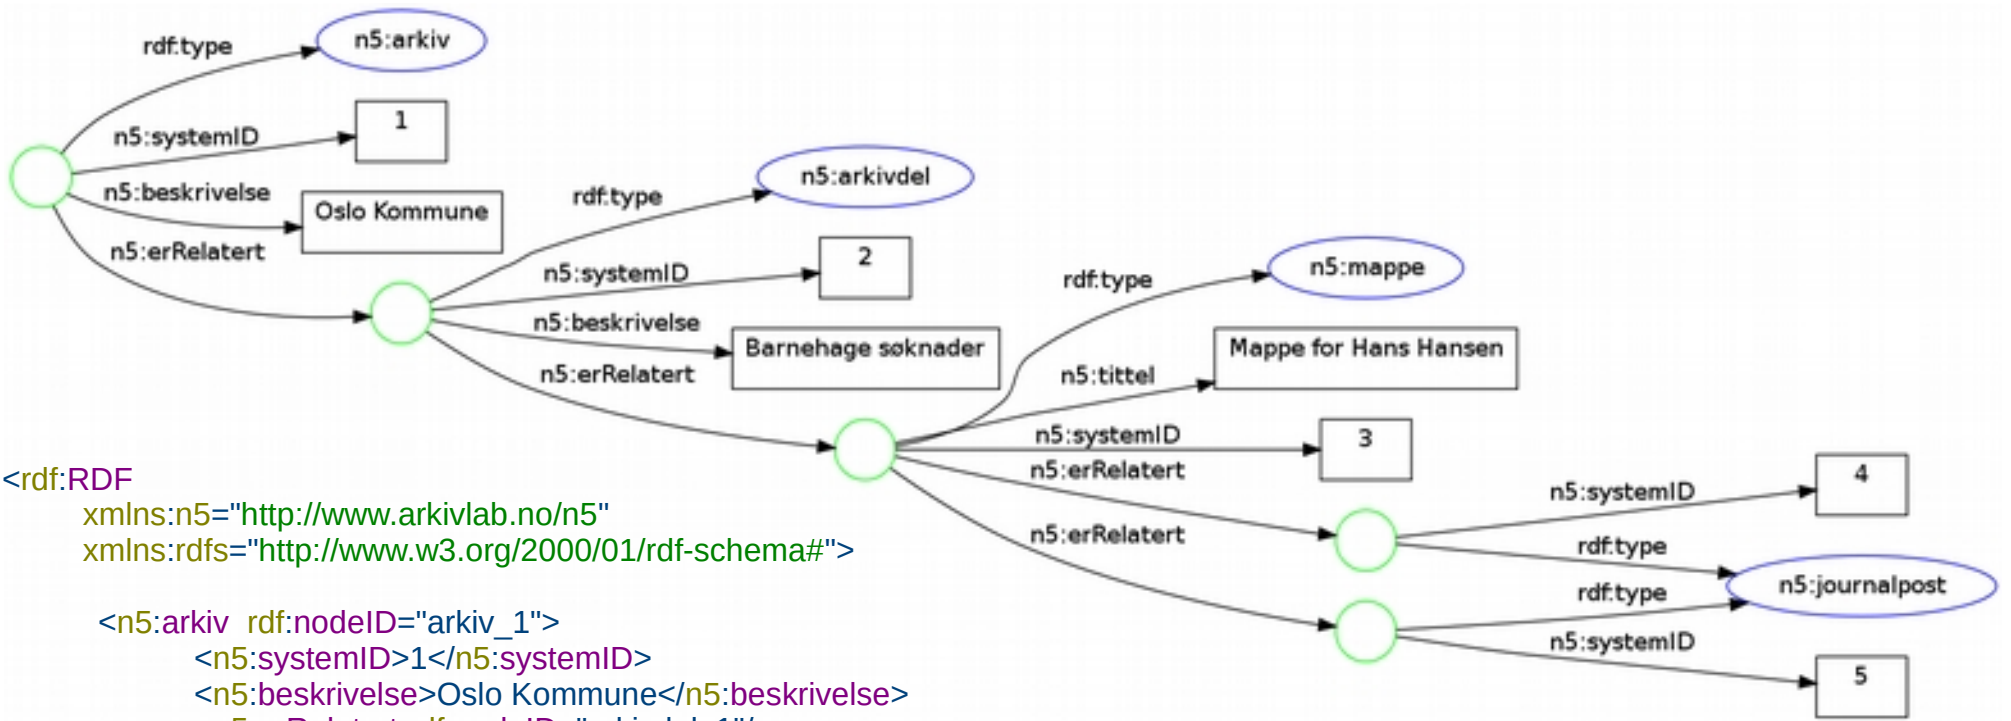 rdf:type
n5:arkiv
n5:systemID
1
n5:beskrivelse
Oslo Kommune
n5:erRelatert
rdf:type
n5:arkivdel
n5:systemID
2
n5:beskrivelse
Barnehage søknader
n5:erRelatert
rdf:type
n5:mappe
n5:tittel
Mappe for Hans Hansen
n5:systemID
3
n5:erRelatert
n5:erRelatert
n5:systemID
4
rdf:type
n5:journalpost
rdf:type
n5:systemID
5
<rdf:RDF
xmlns:n5="http://www.arkivlab.no/n5"
xmlns:rdfs="http://www.w3.org/2000/01/rdf-schema#">
<n5:arkiv rdf:nodeID="arkiv_1">
<n5:systemID>1</n5:systemID>
<n5:beskrivelse>Oslo Kommune</n5:beskrivelse>